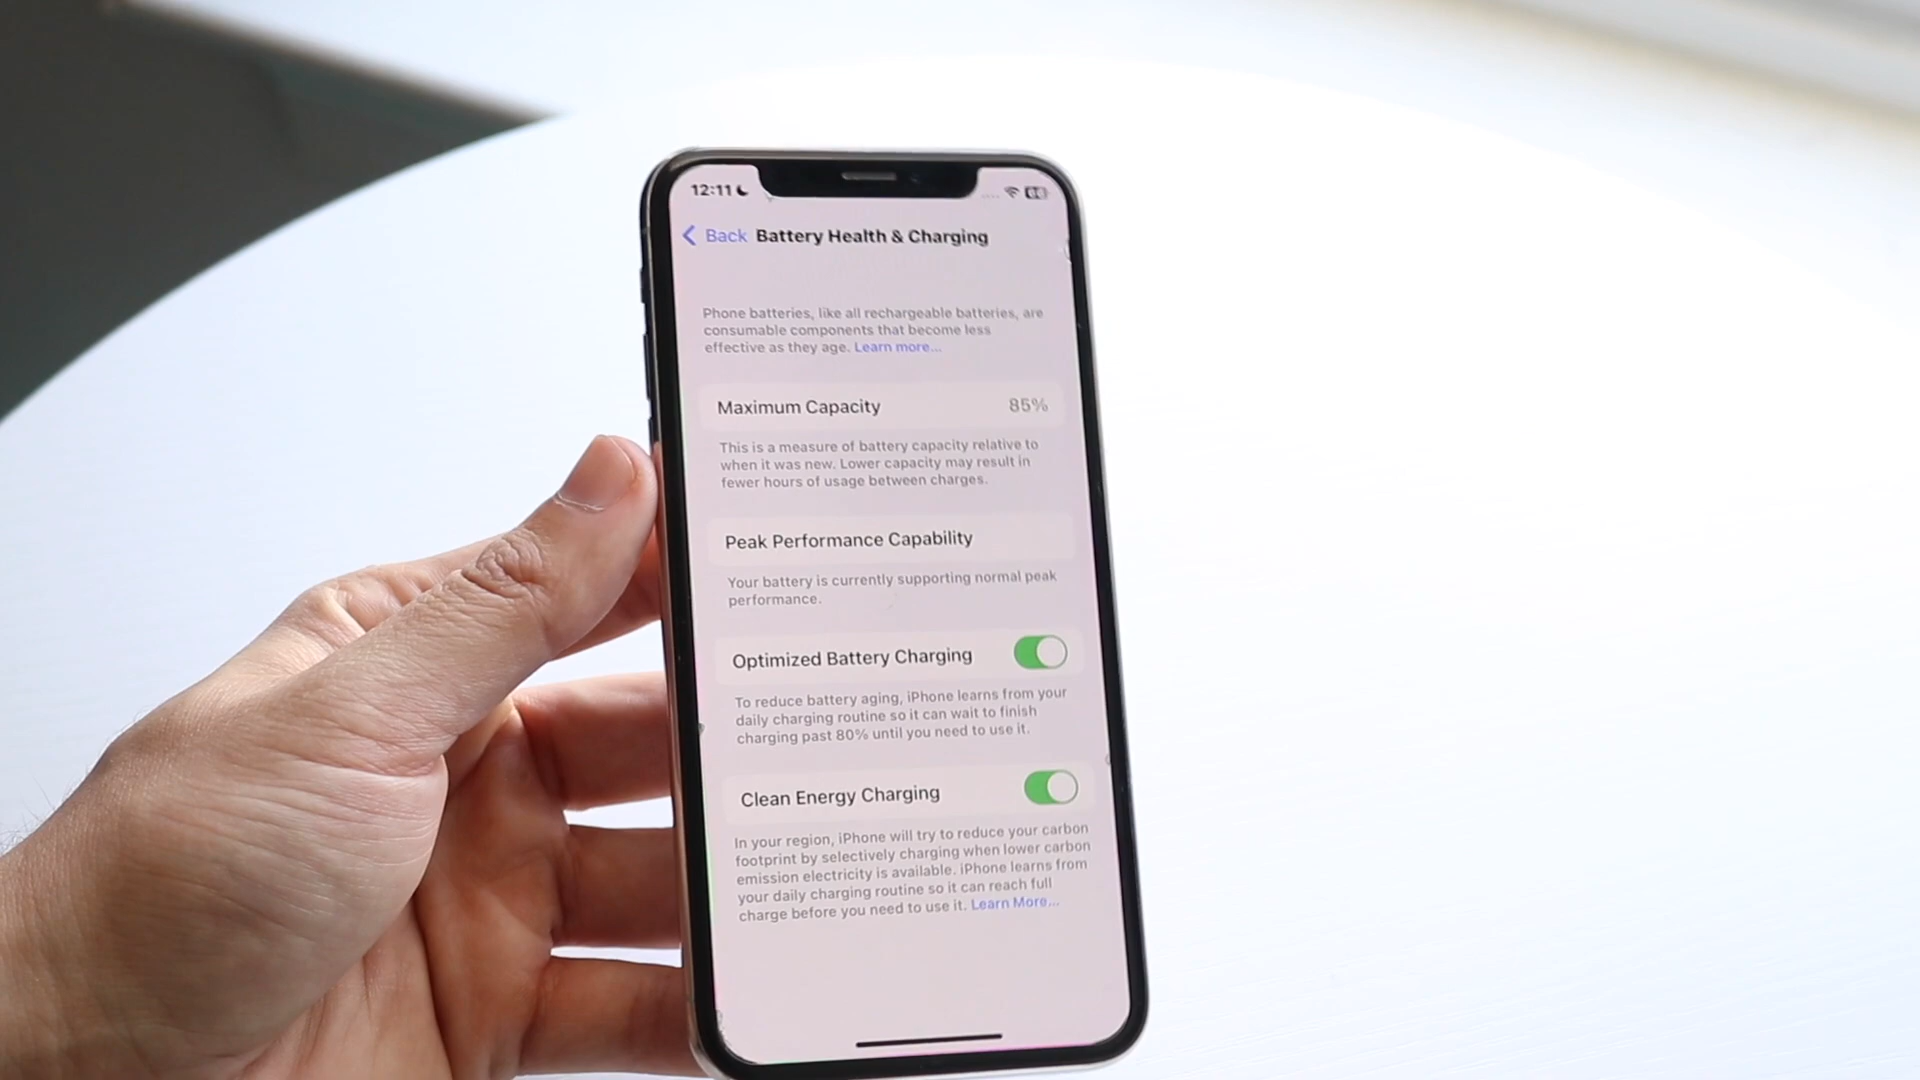 12:11
Back Battery Health & Charging
Phone batteries, like all rechargeable batteries, are
consumable components that become less
effective as they age. Learn more...
Maximum Capacity 85%
This is a measure of battery capacity relative to
when it was new. Lower capacity may result in
fewer hours of usage between charges.
Peak Performance Capability
Your battery is currently supporting normal peak
performance.
Optimized Battery Charging
To reduce battery aging, iPhone learns from your
daily charging routine so it can wait to finish
charging past 80% until you need to use it.
Clean Energy Charging
In your region, iPhone will try to reduce your carbon
footprint by selectively charging when lower carbon
emission electricity is available. iPhone learns from
your daily charging routine so it can reach full
charge before you need to use it. Learn More...